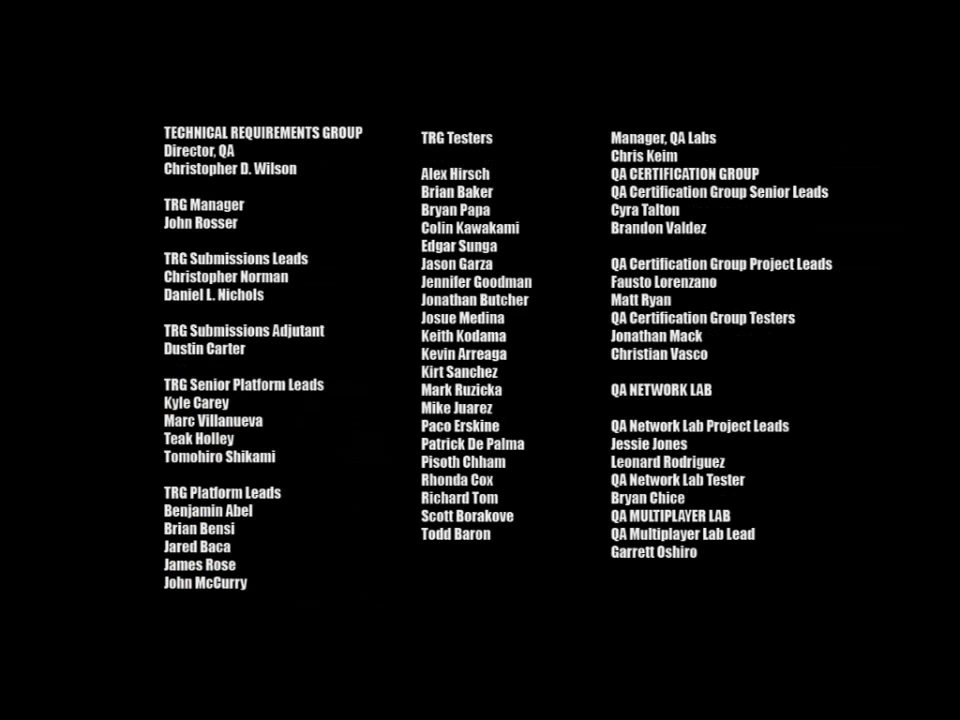 TECHNICAL REQUIREMENTS GROUP
Director, QA
Christopher D. Wilson
TRG Manager
John Rosser
TRG Submissions Leads
Christopher Norman
Daniel L. Nichols
TRG Submissions Adjutant
Dustin Carter
TRG Senior Platform Leads
Kyle Carey
Marc Villanueva
Teak Holley
Tomohiro Shikami
TRG Platform Leads
Benjamin Abel
Brian Bensi
Jared Baca
James Rose
John McCurry
TRG Testers
Alex Hirsch
Brian Baker
Bryan Papa
Colin Kawakami
Edgar Sunga
Jason Garza
Jennifer Goodman
Jonathan Butcher
Josue Medina
Keith Kodama
Kevin Arreaga
Kirt Sanchez
Mark Ruzicka
Mike Juarez
Paco Erskine
Patrick De Palma
Pisoth Chham
Rhonda Cox
Richard Tom
Scott Borakove
Todd Baron
Manager, QA Labs
Chris Keim
QA CERTIFICATION GROUP
QA Certification Group Senior Leads
Cyra Talton
Brandon Valdez
QA Certification Group Project Leads
Fausto Lorenzano
Matt Ryan
QA Certification Group Testers
Jonathan Mack
Christian Vasco
QA NETWORK LAB
QA Network Lab Project Leads
Jessie Jones
Leonard Rodriguez
QA Network Lab Tester
Bryan Chice
QA MULTIPLAYER LAB
QA Multiplayer Lab Lead
Garrett Oshiro